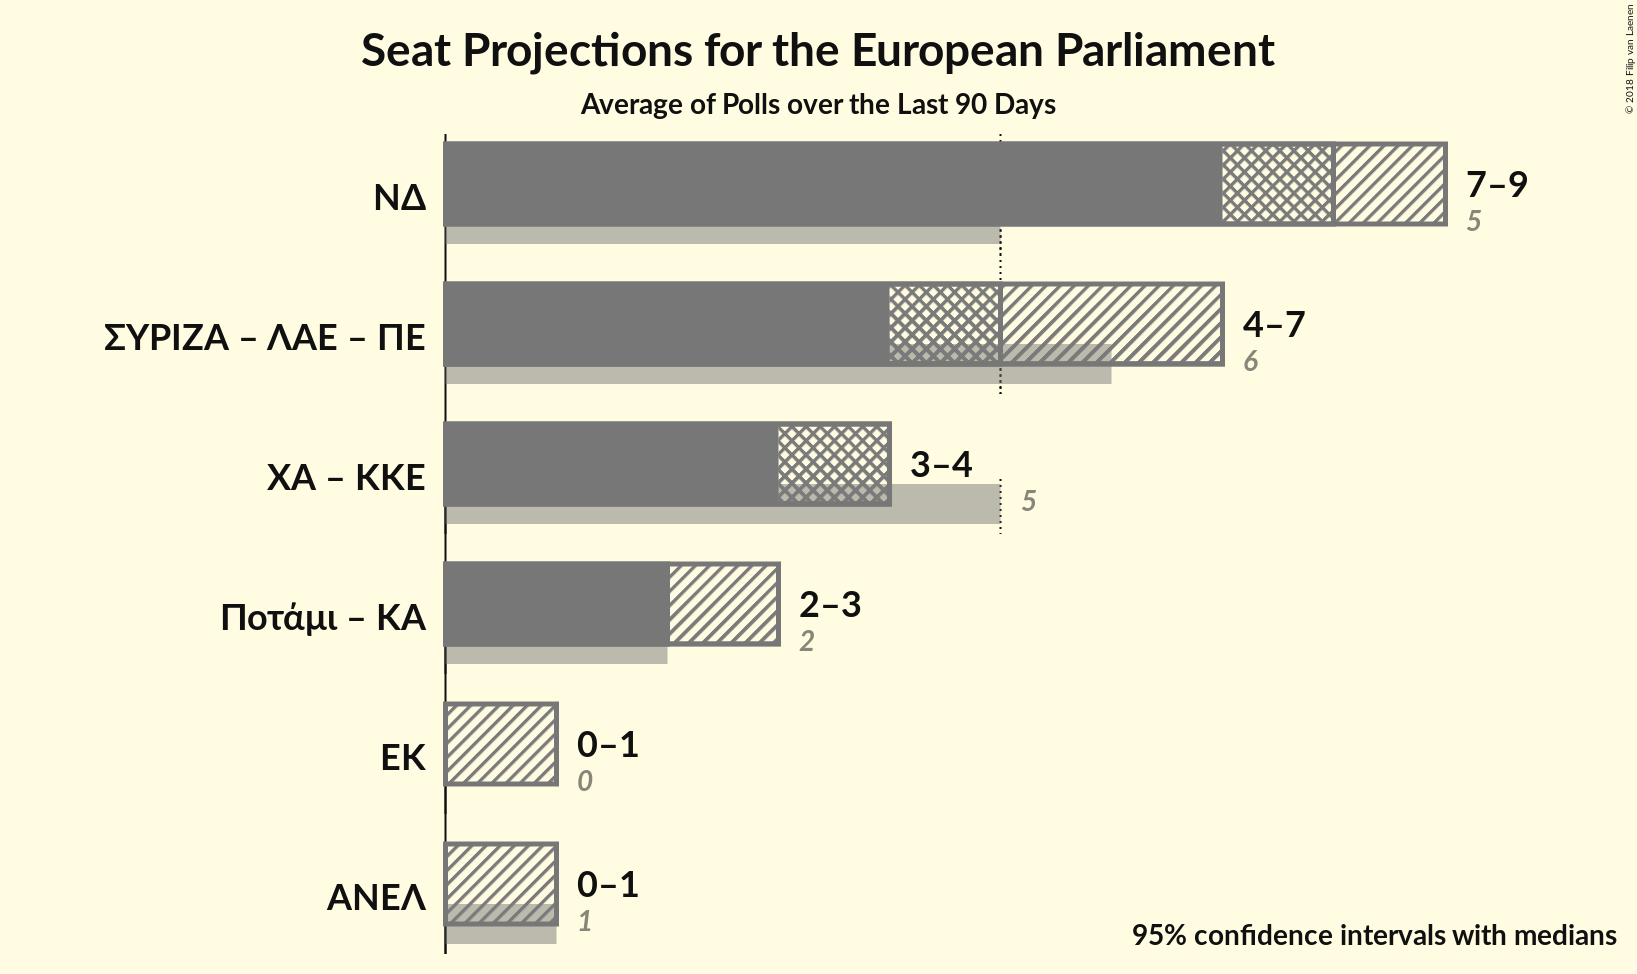 Seat Projections for the European Parliament
Average of Polls over the Last 90 Days
© 2018 Filip van Laenen
ΝΔ
7–9
5
ΣΥΡΙΖΑ – ΛΑΕ – ΠΕ
4–7
6
ΧΑ – ΚΚΕ
3–4
5
Ποτάμι – ΚΑ
2–3
2
ΕΚ
0–1
0
ΑΝΕΛ
0–1
1
95% confidence intervals with medians